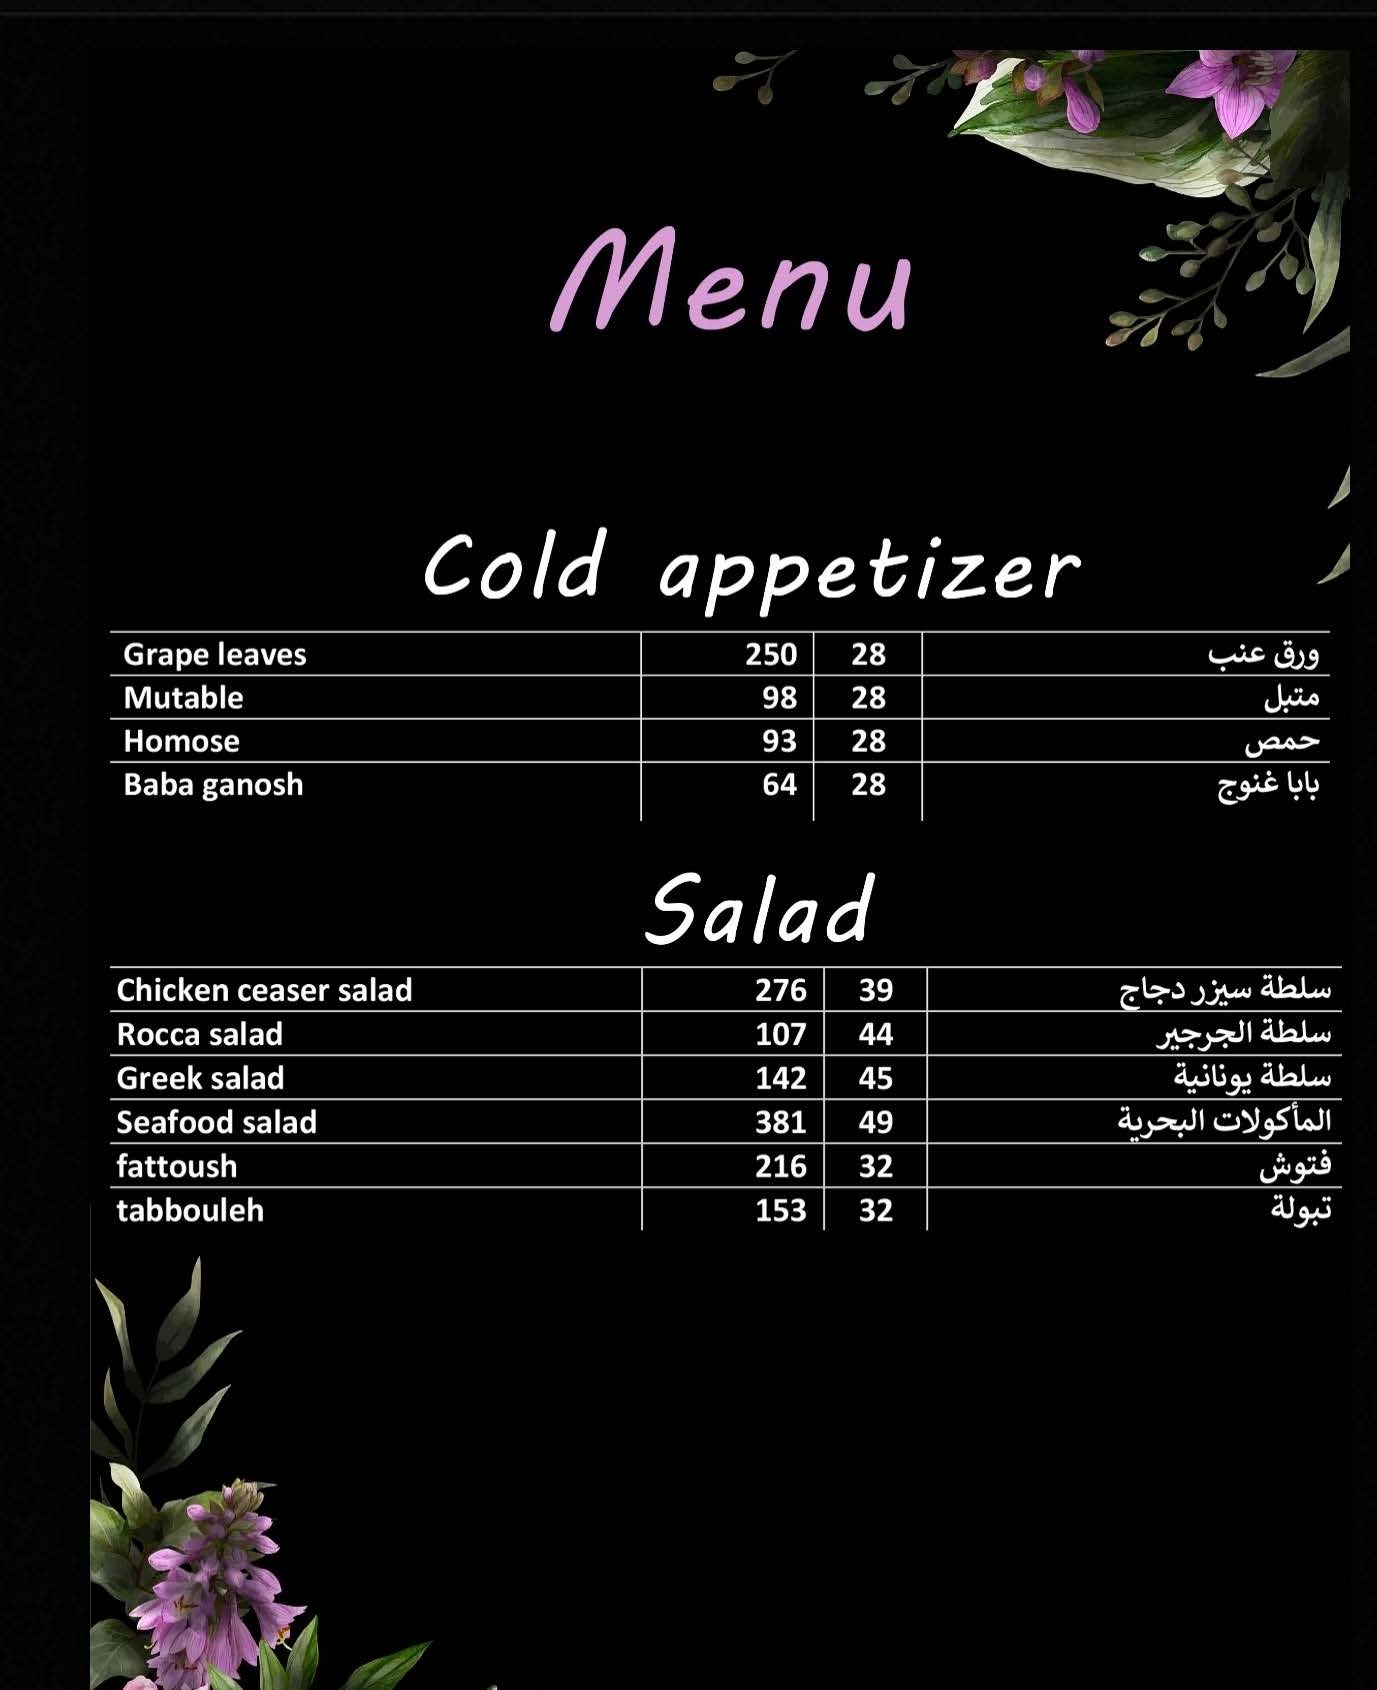 Menu
Cold appetizer
Grape leaves 250 28 ورق عنب
Mutable 98 28 متبل
Homose 93 28 حمص
Baba ganosh 64 28 بابا غنوج
Salad
Chicken ceaser salad 276 39 سلطة سيزر دجاج
Rocca salad 107 44 سلطة الجرجير
Greek salad 142 45 سلطة يونانية
Seafood salad 381 49 المأكولات البحرية
fattoush 216 32 فتوش
tabbouleh 153 32 تبولة